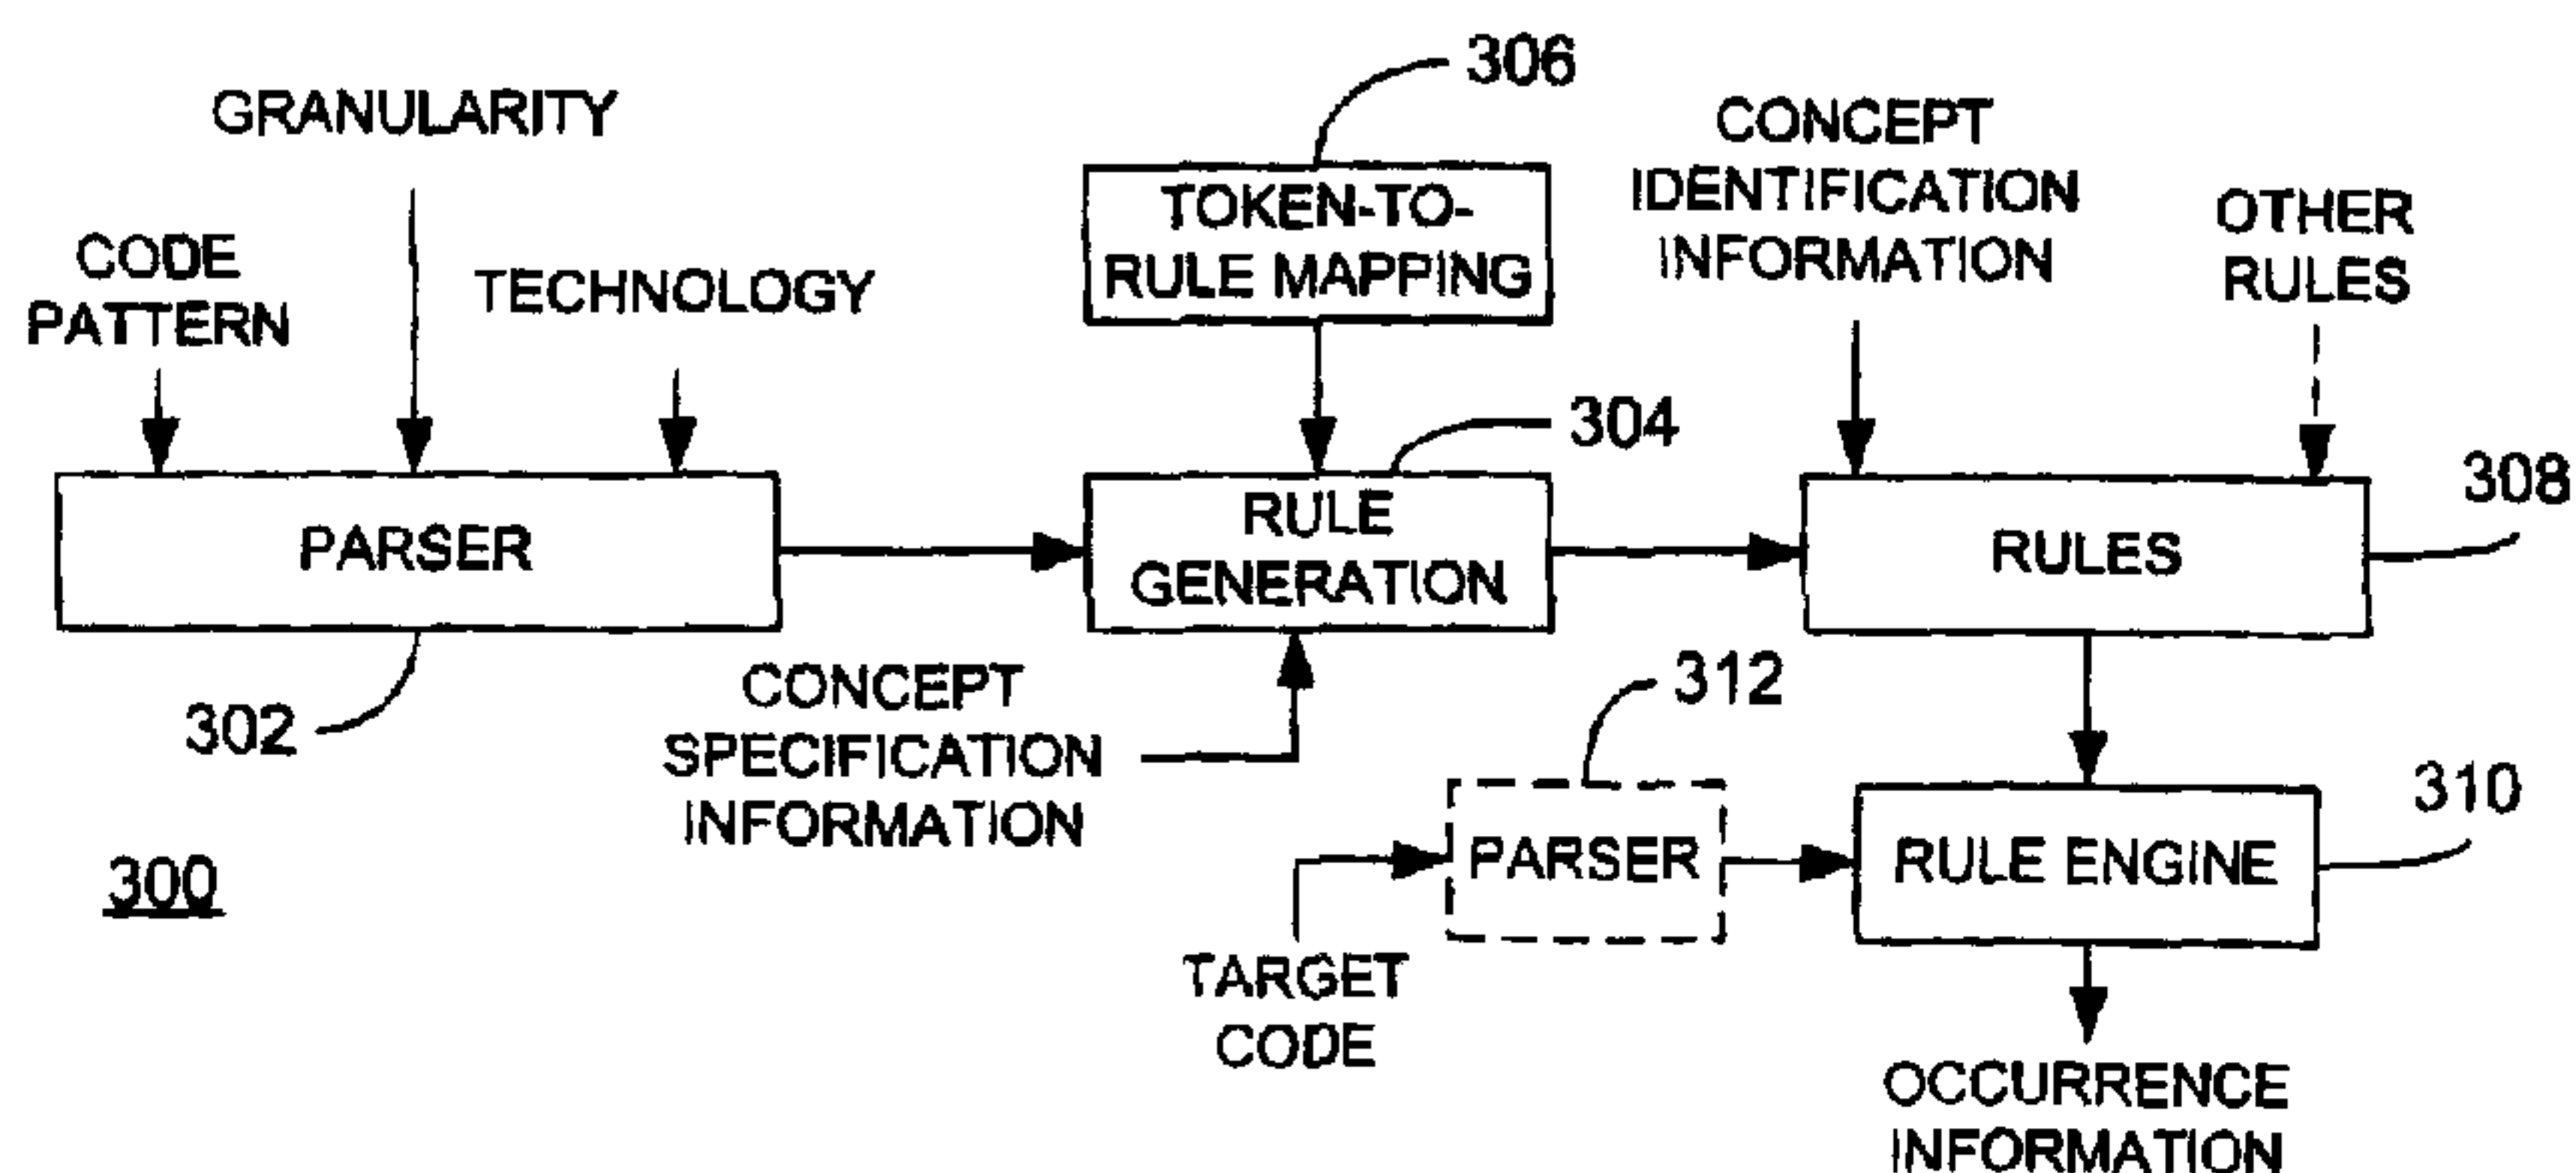 306
GRANULARITY
CONCEPT
IDENTIFICATION
INFORMATION
TOKEN-TO-
RULE MAPPING
OTHER
RULES
CODE
PATTERN
TECHNOLOGY
304
308
PARSER
RULE
GENERATION
RULES
302
CONCEPT
SPECIFICATION
INFORMATION
312
310
PARSER
RULE ENGINE
300
TARGET
CODE
OCCURRENCE
INFORMATION